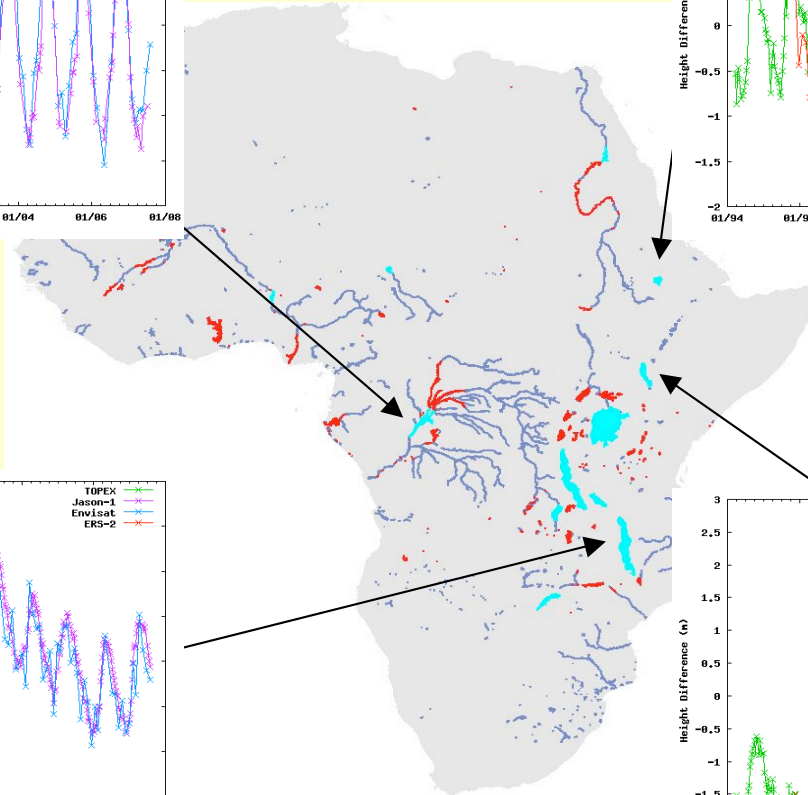 01/04 01/06 01/08
Height Differen
0
-0.5
-1
-1.5
-2
01/94 01/9
TOPEX
Jason-1
Envisat
ERS-2
Height Difference (m)
3
2.5
2
1.5
1
0.5
0
-0.5
-1
-1.5